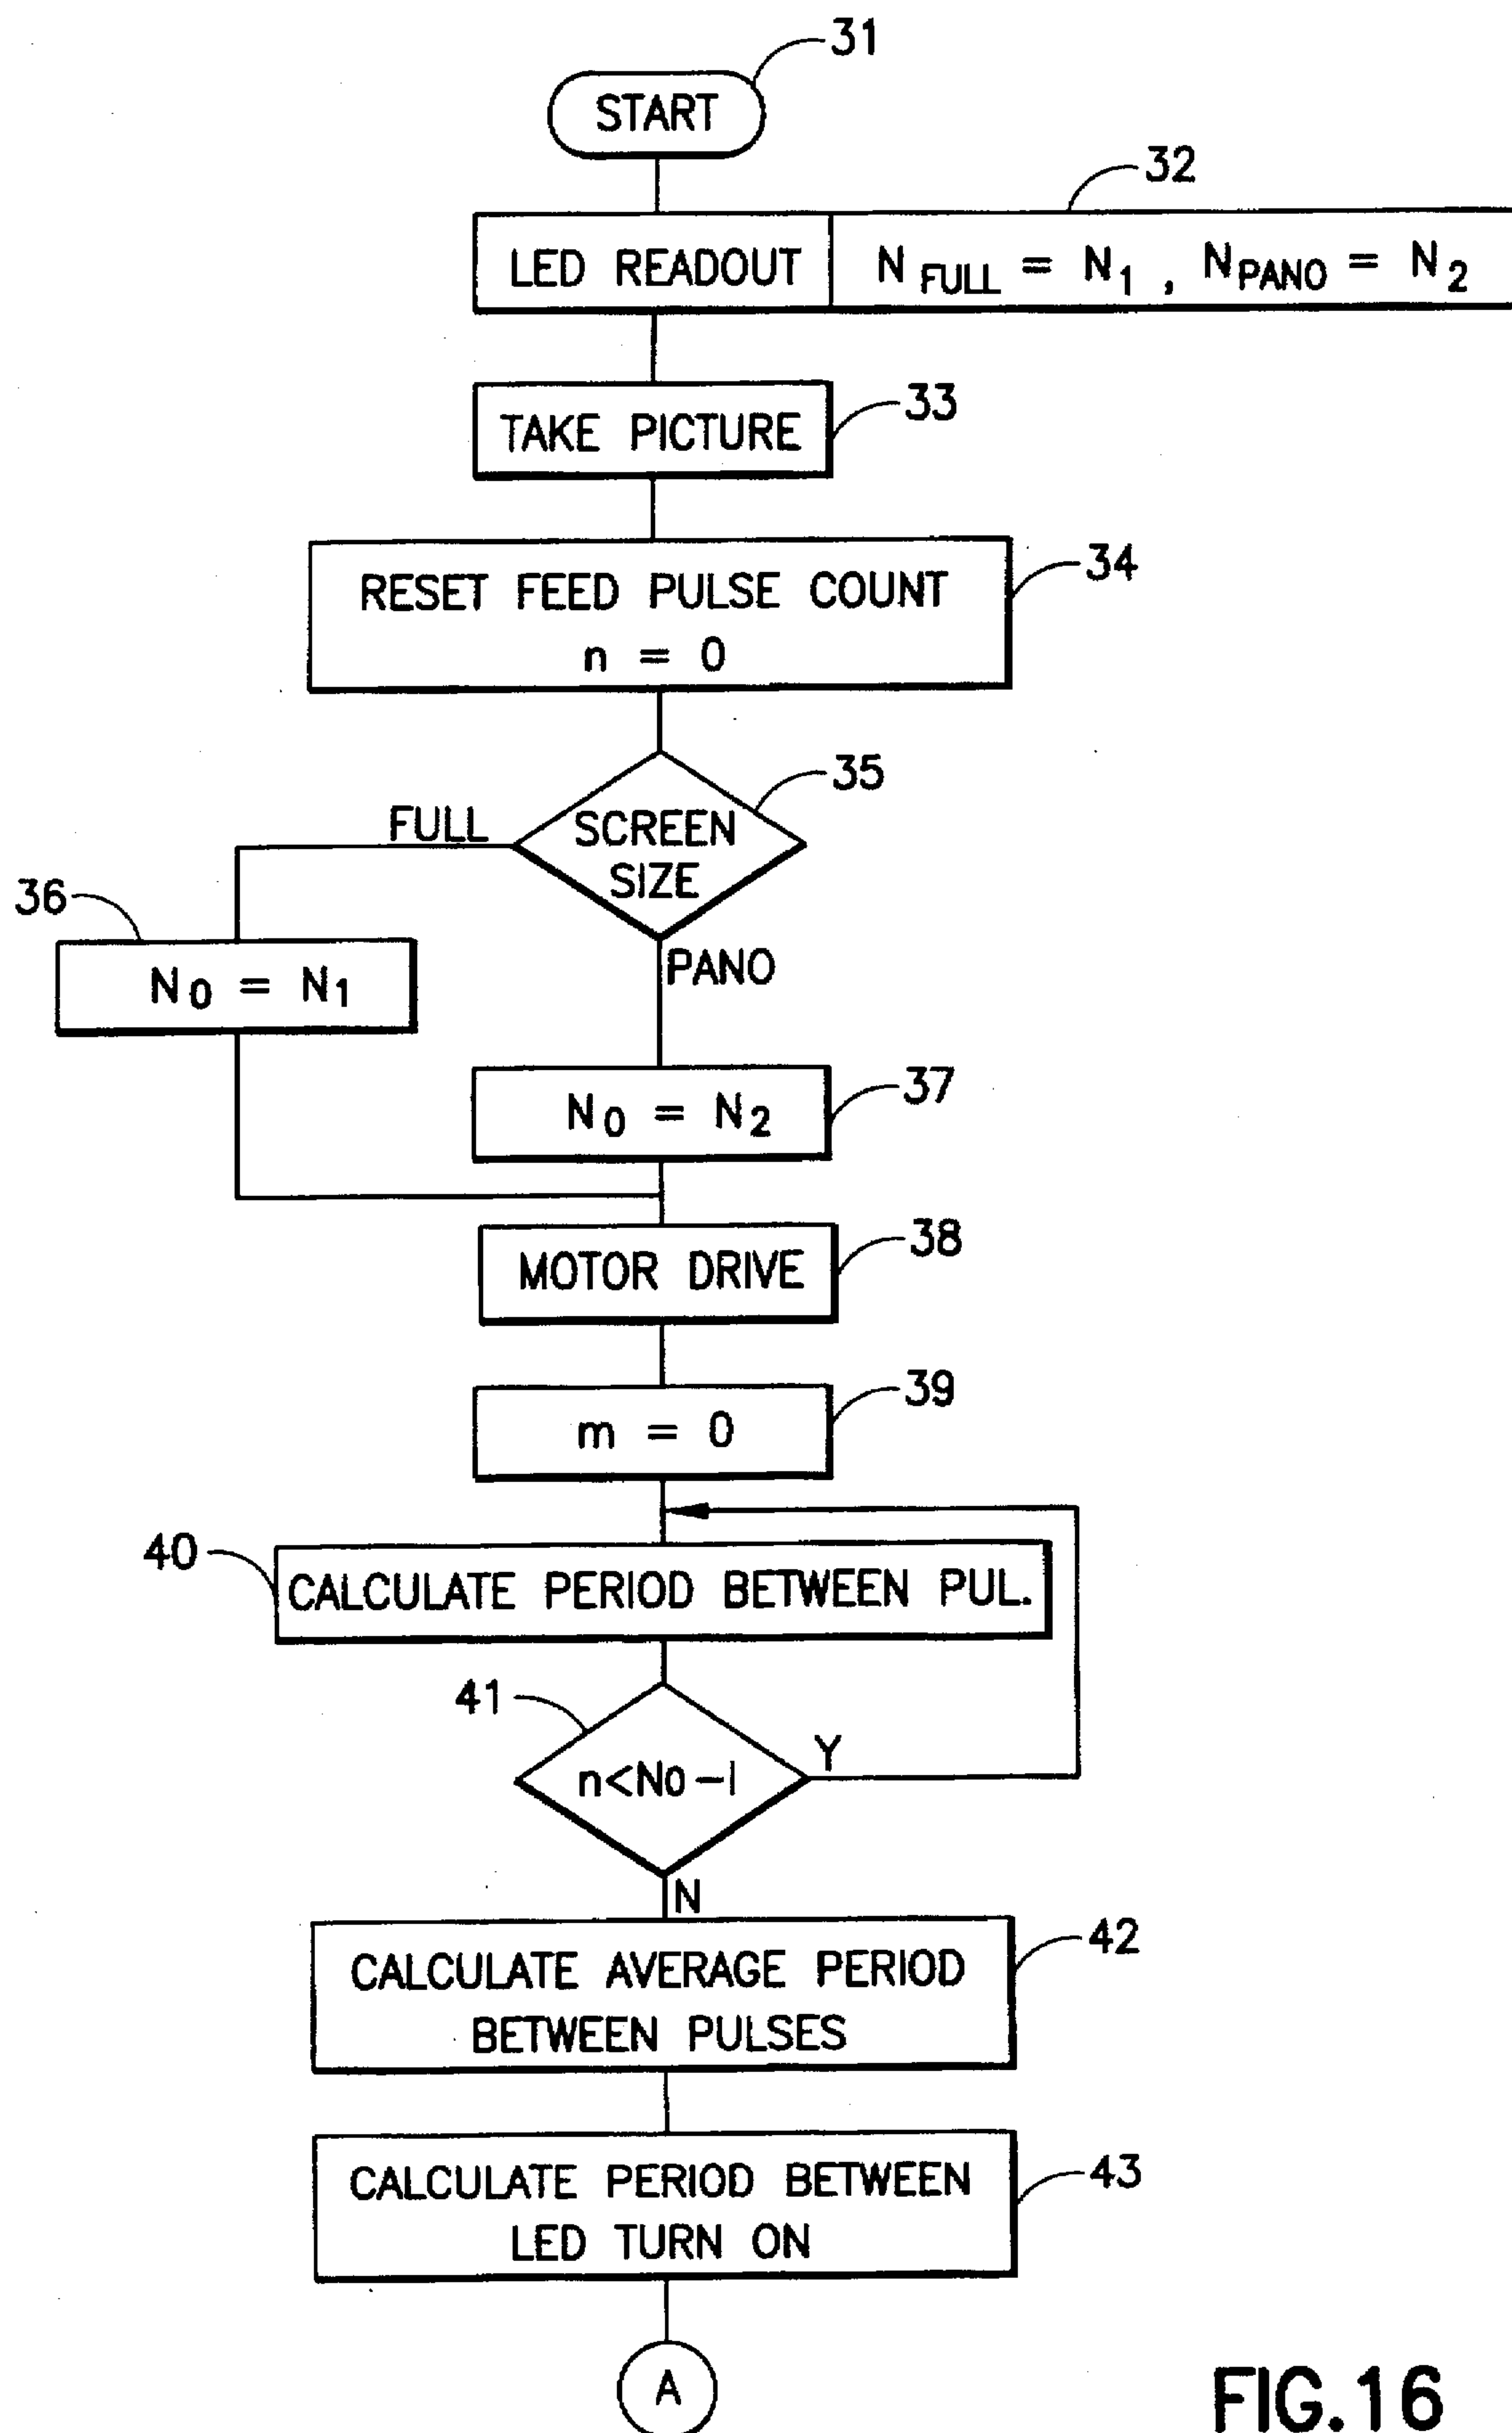 31
START
32
LED READOUT N FULL = N1 , NPANO = N2
33
TAKE PICTURE
34
RESET FEED PULSE COUNT
n = 0
35
SCREEN
SIZE
FULL
36
N0 = N1
PANO
37
N0 = N2
38
MOTOR DRIVE
39
m = 0
40
CALCULATE PERIOD BETWEEN PUL.
41
n<N0-1
Y
N
42
CALCULATE AVERAGE PERIOD
BETWEEN PULSES
43
CALCULATE PERIOD BETWEEN
LED TURN ON
A
FIG.16